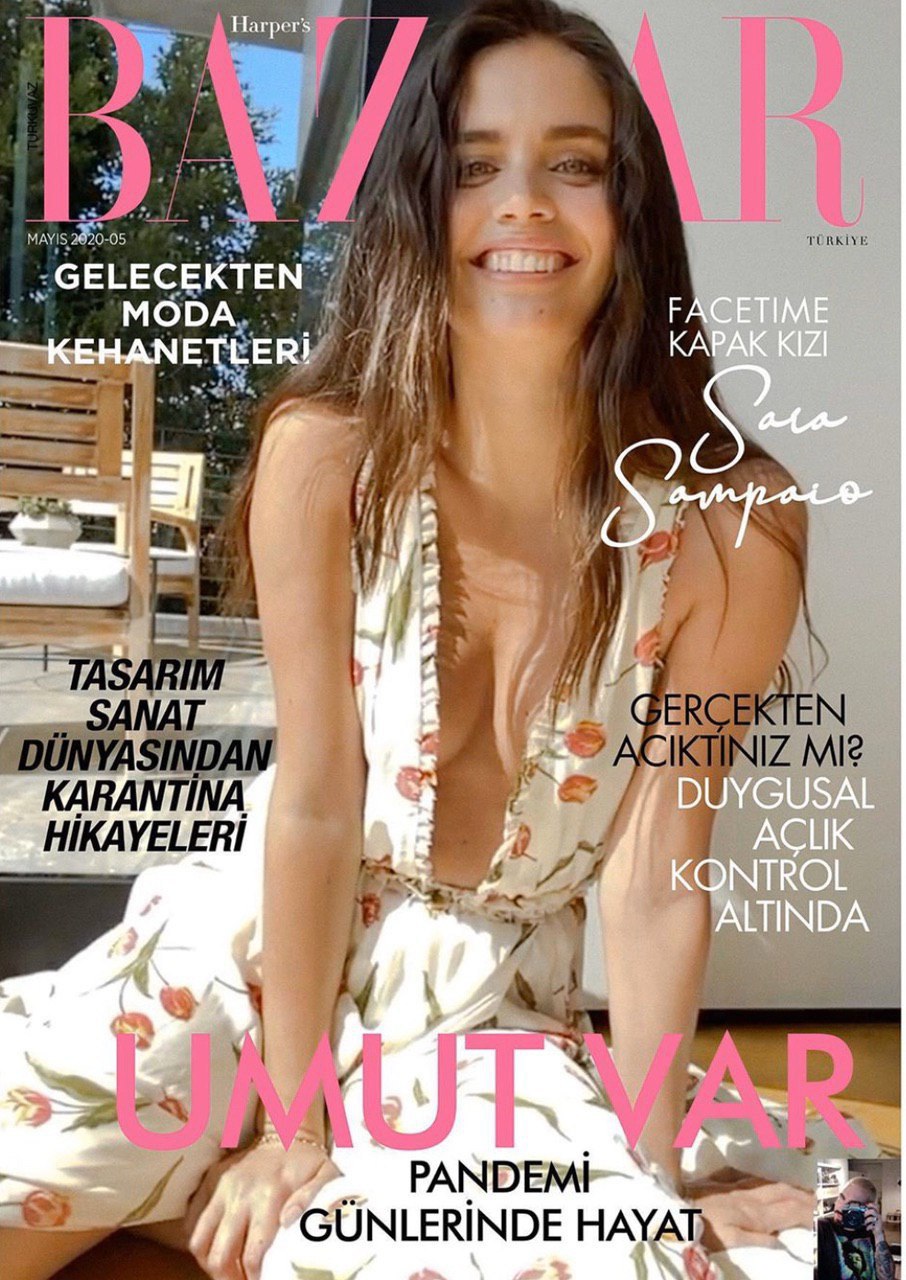 Harper's
BAZAAR
TURKUVAZ
MAYIS 2020-05
TÜRKİYE
GELECEKTEN
MODA
KEHANETLERİ
FACETIME
KAPAK KIZI
Sara
Sampaio
TASARIM
SANAT
DÜNYASINDAN
KARANTİNA
HİKAYELERİ
GERÇEKTEN
ACIKTINIZ MI?
DUYGUSAL
AÇLIK
KONTROL
ALTINDA
UMUT VAR
PANDEMİ
GÜNLERİNDE HAYAT